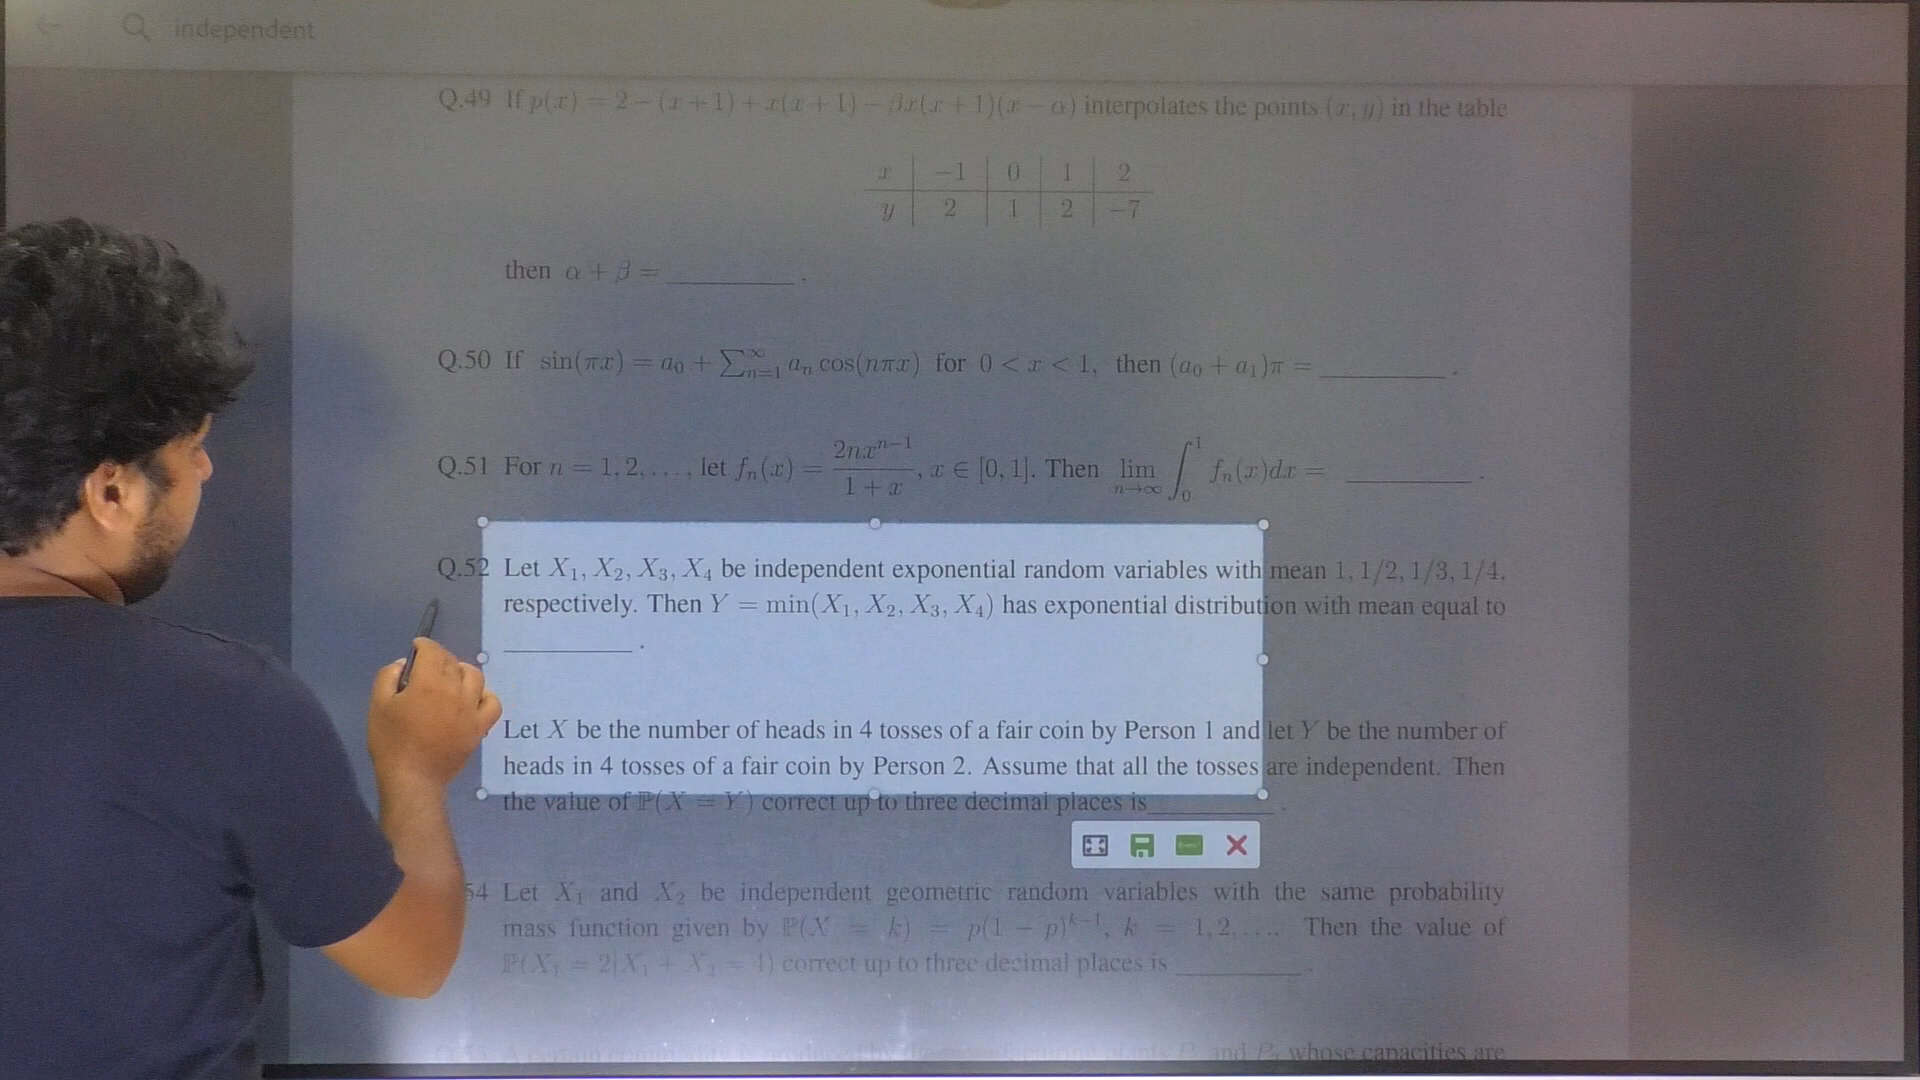 independent
Q.49 If p(x) = 2 − (x + 1) + x(x + 1) − βx(x + 1)(x − α) interpolates the points (x, y) in the table
x −1 0 1 2
y 2 1 2 −7
then α + β = ________.
Q.50 If sin(πx) = a₀ + ∑ₙ₌₁^∞ aₙ cos(nπx) for 0 < x < 1, then (a₀ + a₁)π = ________.
Q.51 For n = 1, 2, ..., let fₙ(x) = 2nxⁿ⁻¹/(1 + x), x ∈ [0, 1]. Then lim n→∞ ∫₀¹ fₙ(x)dx = ________.
Q.52 Let X₁, X₂, X₃, X₄ be independent exponential random variables with mean 1, 1/2, 1/3, 1/4,
respectively. Then Y = min(X₁, X₂, X₃, X₄) has exponential distribution with mean equal to
________.
Let X be the number of heads in 4 tosses of a fair coin by Person 1 and let Y be the number of
heads in 4 tosses of a fair coin by Person 2. Assume that all the tosses are independent. Then
the value of ℙ(X = Y) correct up to three decimal places is________.
54 Let X₁ and X₂ be independent geometric random variables with the same probability
mass function given by ℙ(X = k) = p(1 − p)ᵏ⁻¹, k = 1, 2, .... Then the value of
ℙ(X₁ = 2|X₁ + X₂ = 4) correct up to three decimal places is ________.
and P₂ whose capacities are